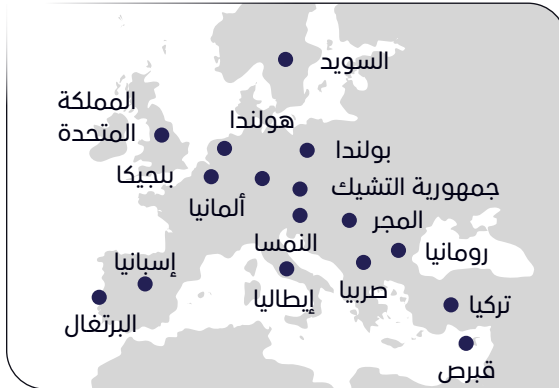 السويد
المملكة
المتحدة
هولندا
بولندا
بلجيكا
جمهورية التشيك
ألمانيا
المجر
النمسا
رومانيا
إسبانيا
صربيا
إيطاليا
تركيا
البرتغال
قبرص